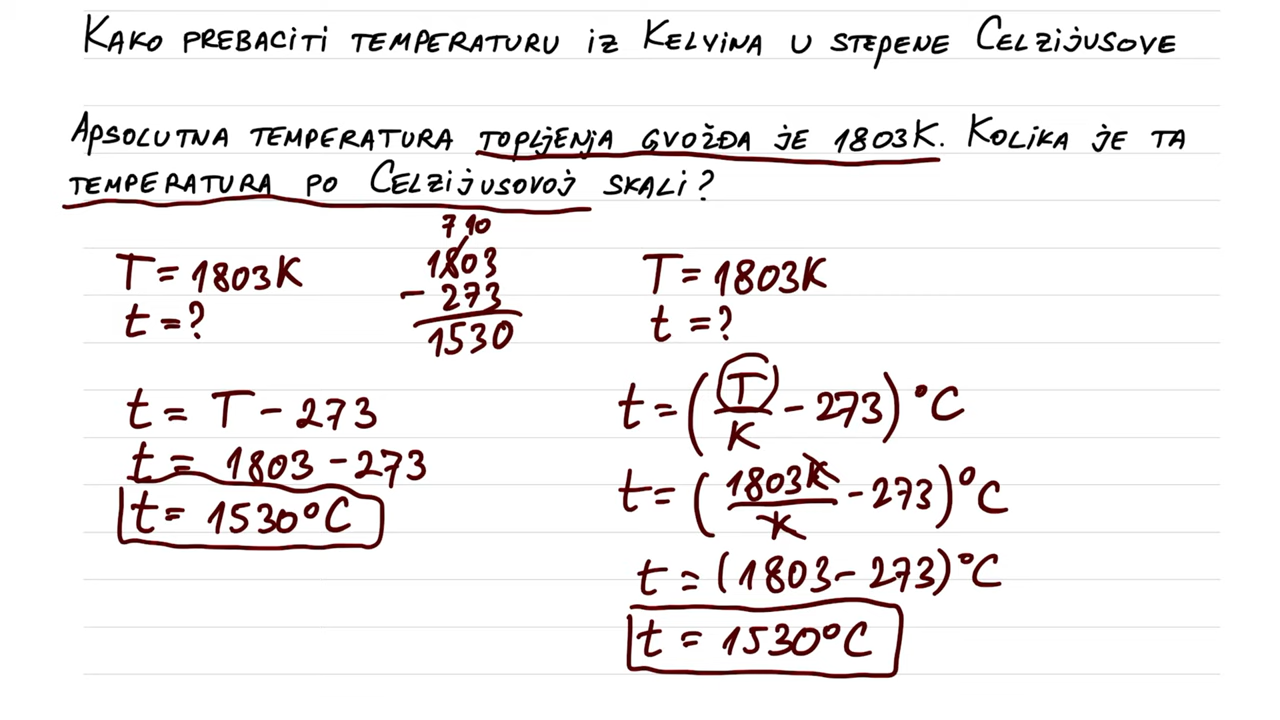 KAKO PREBACITI TEMPERATURU IZ KELVINA U STEPENE CELZIJUSOVE
APSOLUTNA TEMPERATURA TOPLJENJA GVOŽĐA JE 1803K. KOLIKA JE TA
TEMPERATURA PO CELZIJUSOVOJ SKALI?
T = 1803K
t = ?
7 10
1803
- 273
1530
t = T - 273
t = 1803 - 273
t = 1530°C
T = 1803K
t = ?
t = (T/K - 273)°C
t = (1803K/K - 273)°C
t = (1803 - 273)°C
t = 1530°C